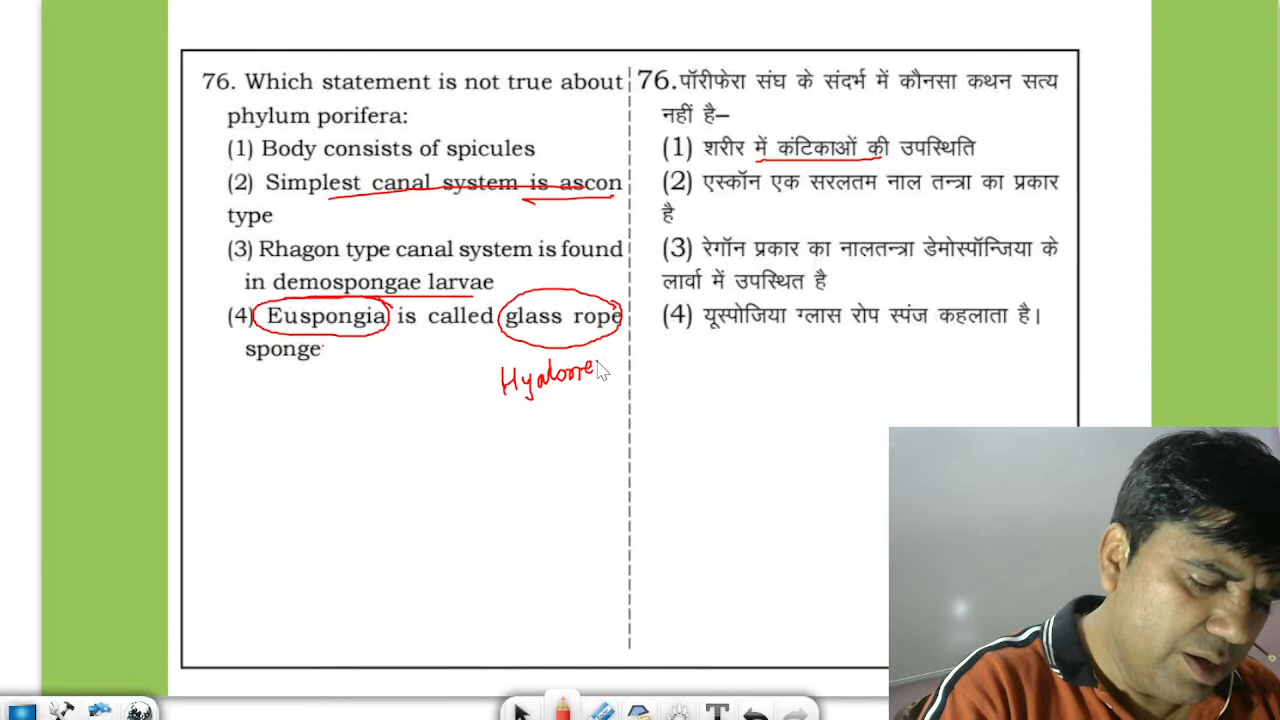 76. Which statement is not true about
phylum porifera:
(1) Body consists of spicules
(2) Simplest canal system is ascon
type
(3) Rhagon type canal system is found
in demospongae larvae
(4) Euspongia is called glass rope
sponge
Hyalone
76. पॉरीफेरा संघ के संदर्भ में कौनसा कथन सत्य
नहीं है–
(1) शरीर में कंटिकाओं की उपस्थिति
(2) एस्कॉन एक सरलतम नाल तन्त्रा का प्रकार
है
(3) रेगॉन प्रकार का नालतन्त्रा डेमोस्पॉन्जिया के
लार्वा में उपस्थित है
(4) यूस्पोजिया ग्लास रोप स्पंज कहलाता है।